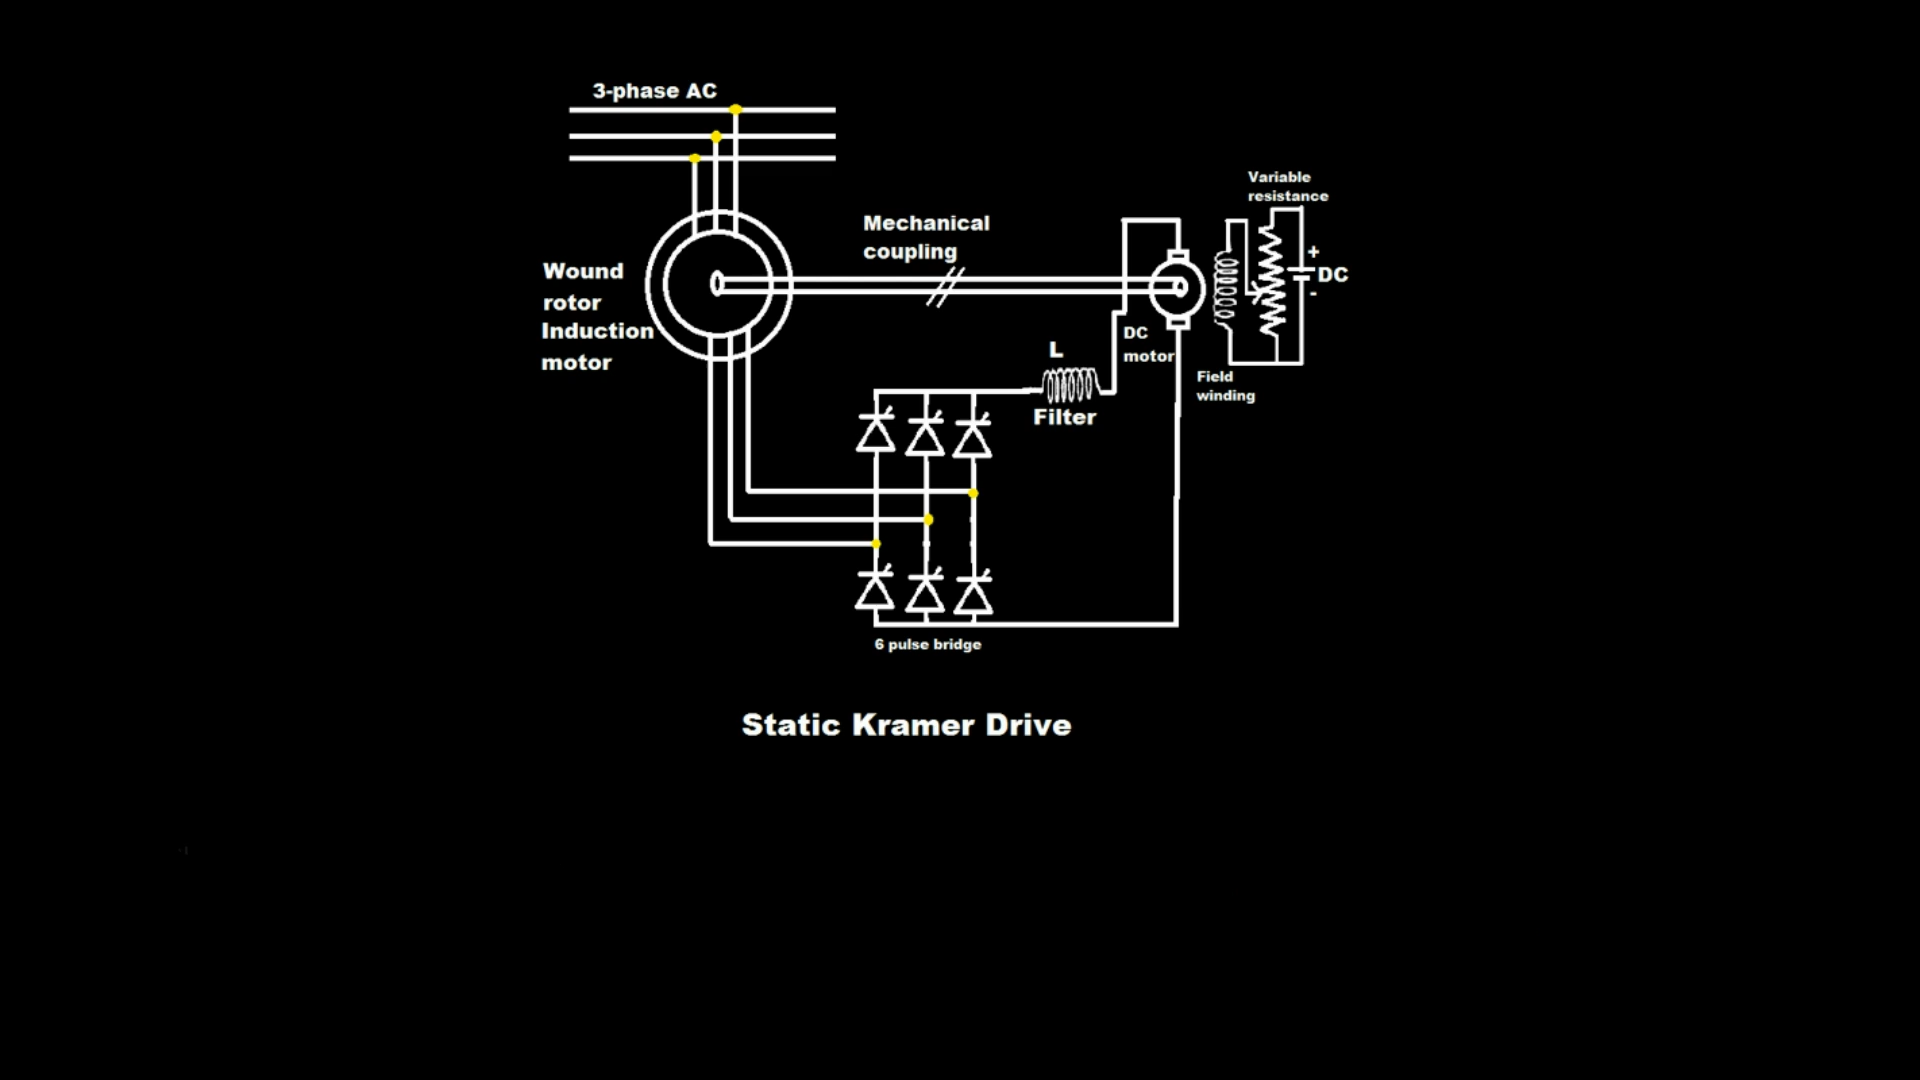 3-phase AC
Variable
resistance
Mechanical
coupling
+
DC
-
Wound
rotor
Induction
motor
DC
motor
L
Filter
Field
winding
6 pulse bridge
Static Kramer Drive